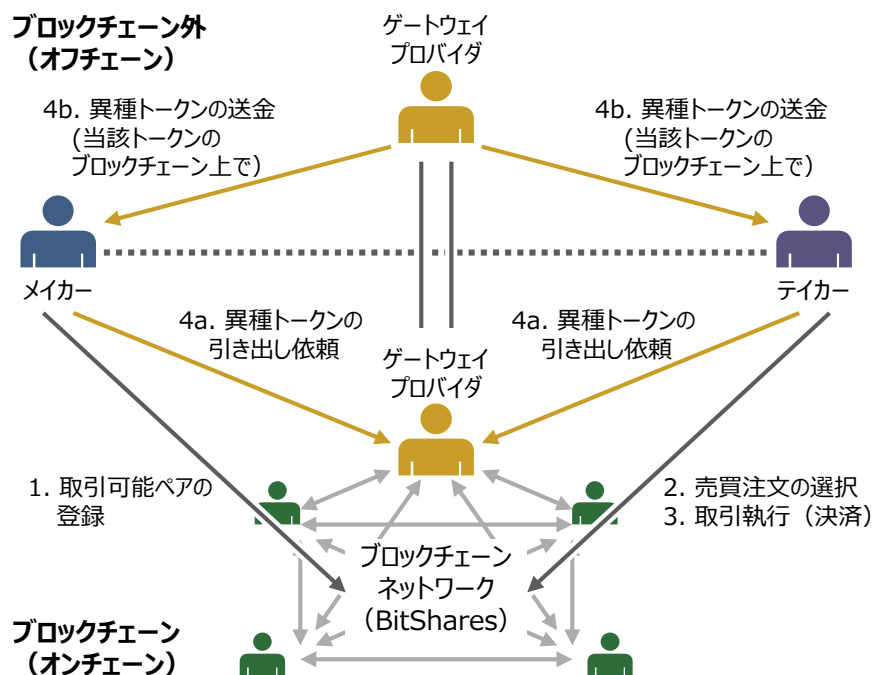 ブロックチェーン外
（オフチェーン）
ゲートウェイ
プロバイダ
4b. 異種トークンの送金
(当該トークンの
ブロックチェーン上で）
4b. 異種トークンの送金
(当該トークンの
ブロックチェーン上で）
メイカー
テイカー
4a. 異種トークンの
引き出し依頼
4a. 異種トークンの
引き出し依頼
ゲートウェイ
プロバイダ
1. 取引可能ペアの
登録
2. 売買注文の選択
3. 取引執行（決済）
ブロックチェーン
ネットワーク
（BitShares）
ブロックチェーン
（オンチェーン）